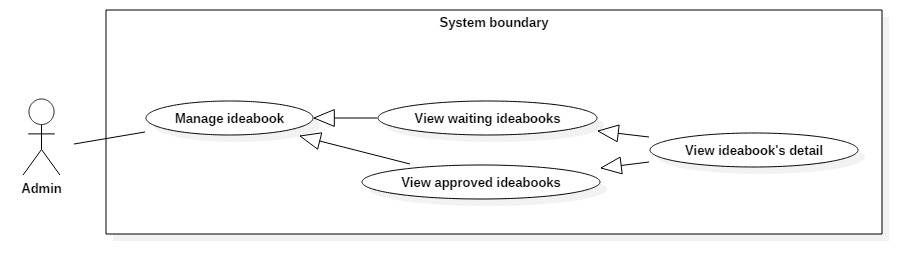 System boundary
Manage ideabook
View waiting ideabooks
View ideabook's detail
View approved ideabooks
Admin